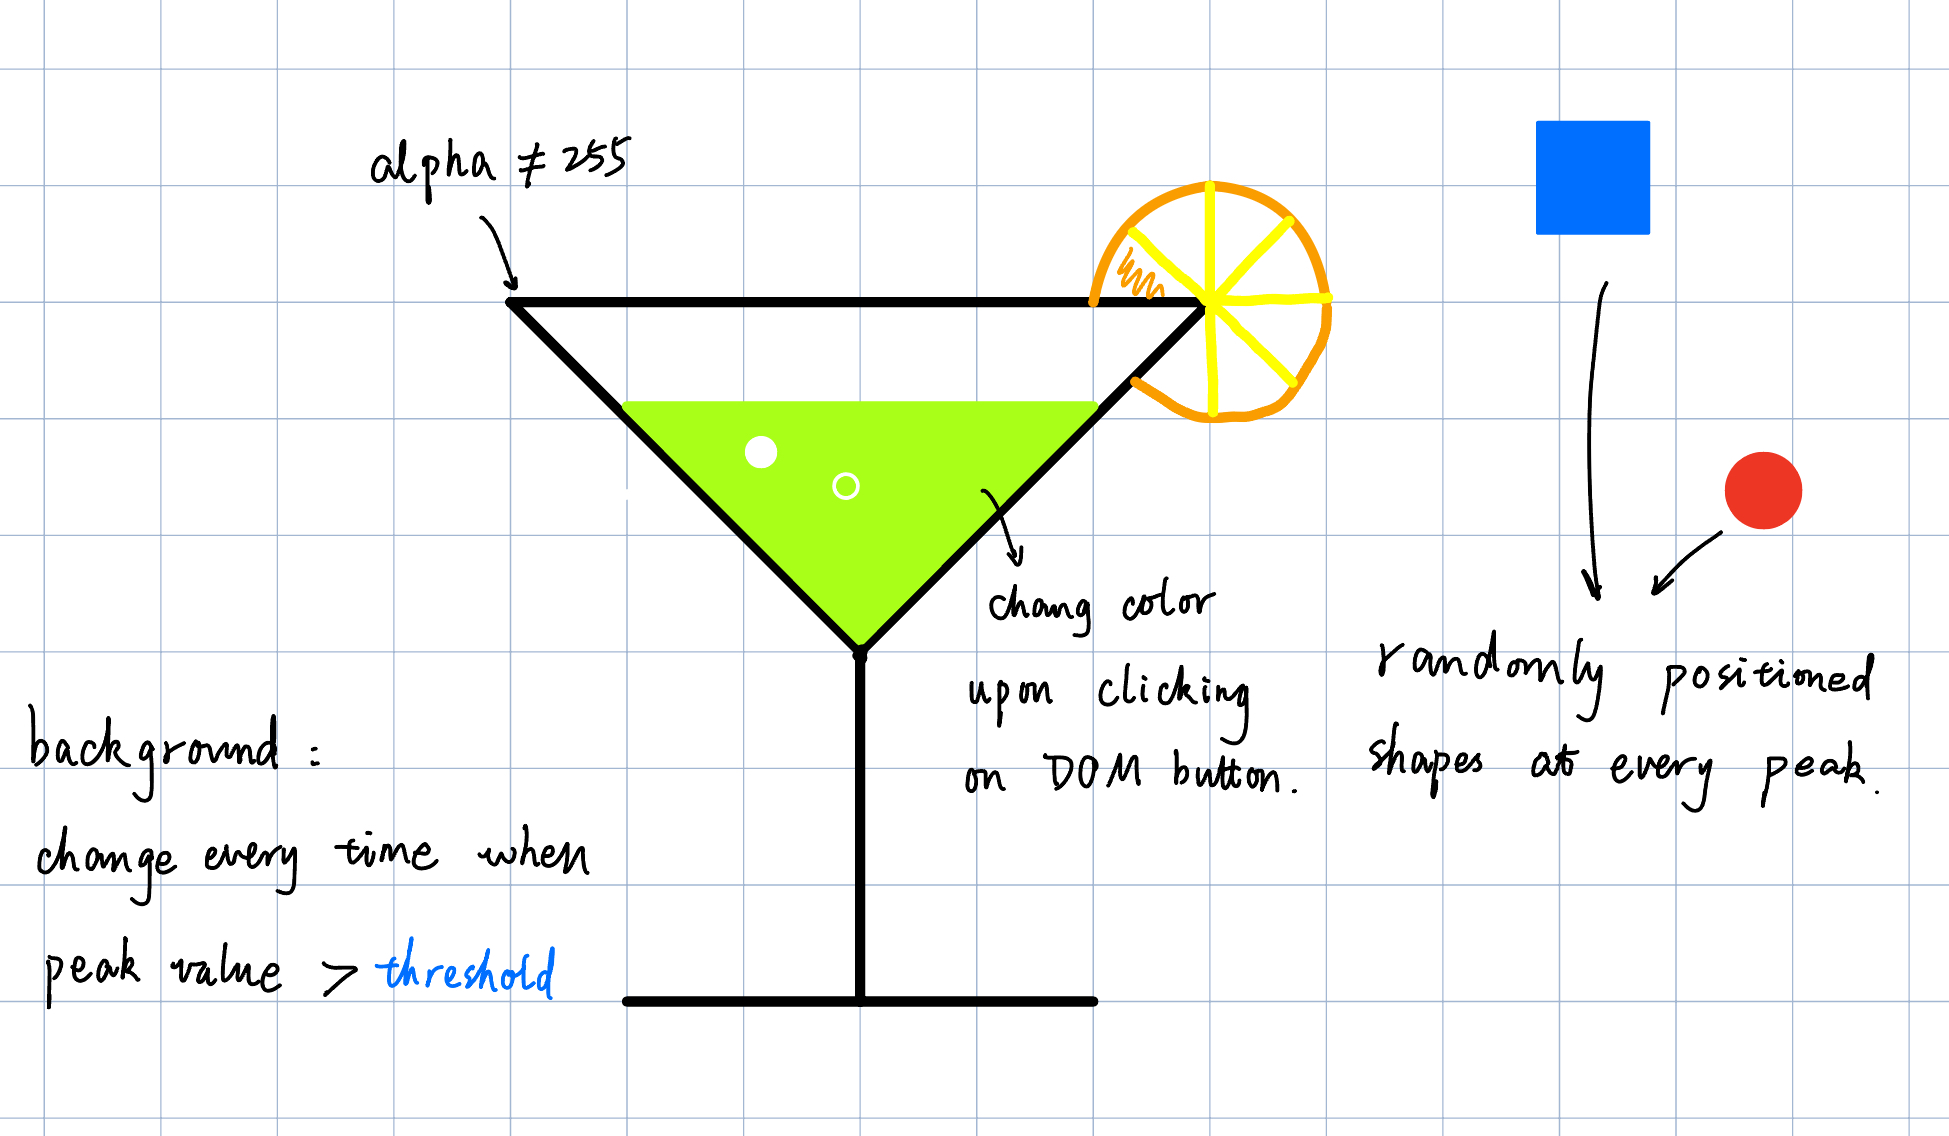 alpha ≠ 255
chang color
upon clicking
on DOM button.
randomly positioned
shapes at every peak.
background :
change every time when
peak value > threshold